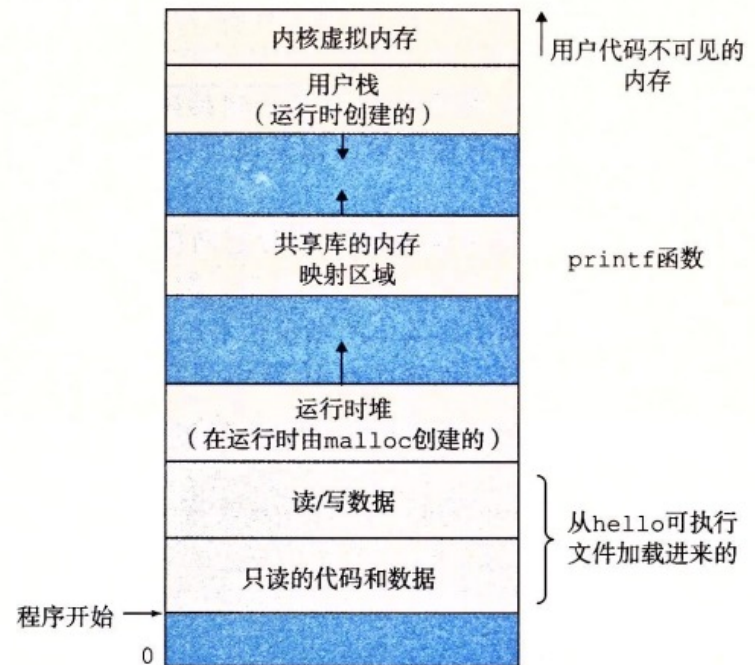 内核虚拟内存
用户代码不可见的
内存
用户栈
（运行时创建的）
共享库的内存
映射区域
printf函数
运行时堆
（在运行时由malloc创建的）
读/写数据
从hello可执行
文件加载进来的
只读的代码和数据
程序开始
0